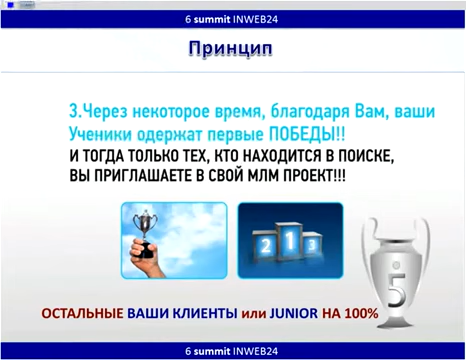 6 summit INWEB24
Принцип
3.Через некоторое время, благодаря Вам, ваши
Ученики одержат первые ПОБЕДЫ!!
И ТОГДА ТОЛЬКО ТЕХ, КТО НАХОДИТСЯ В ПОИСКЕ,
ВЫ ПРИГЛАШАЕТЕ В СВОЙ МЛМ ПРОЕКТ!!!
2 1 3
5
ОСТАЛЬНЫЕ ВАШИ КЛИЕНТЫ или JUNIOR НА 100%
6 summit INWEB24